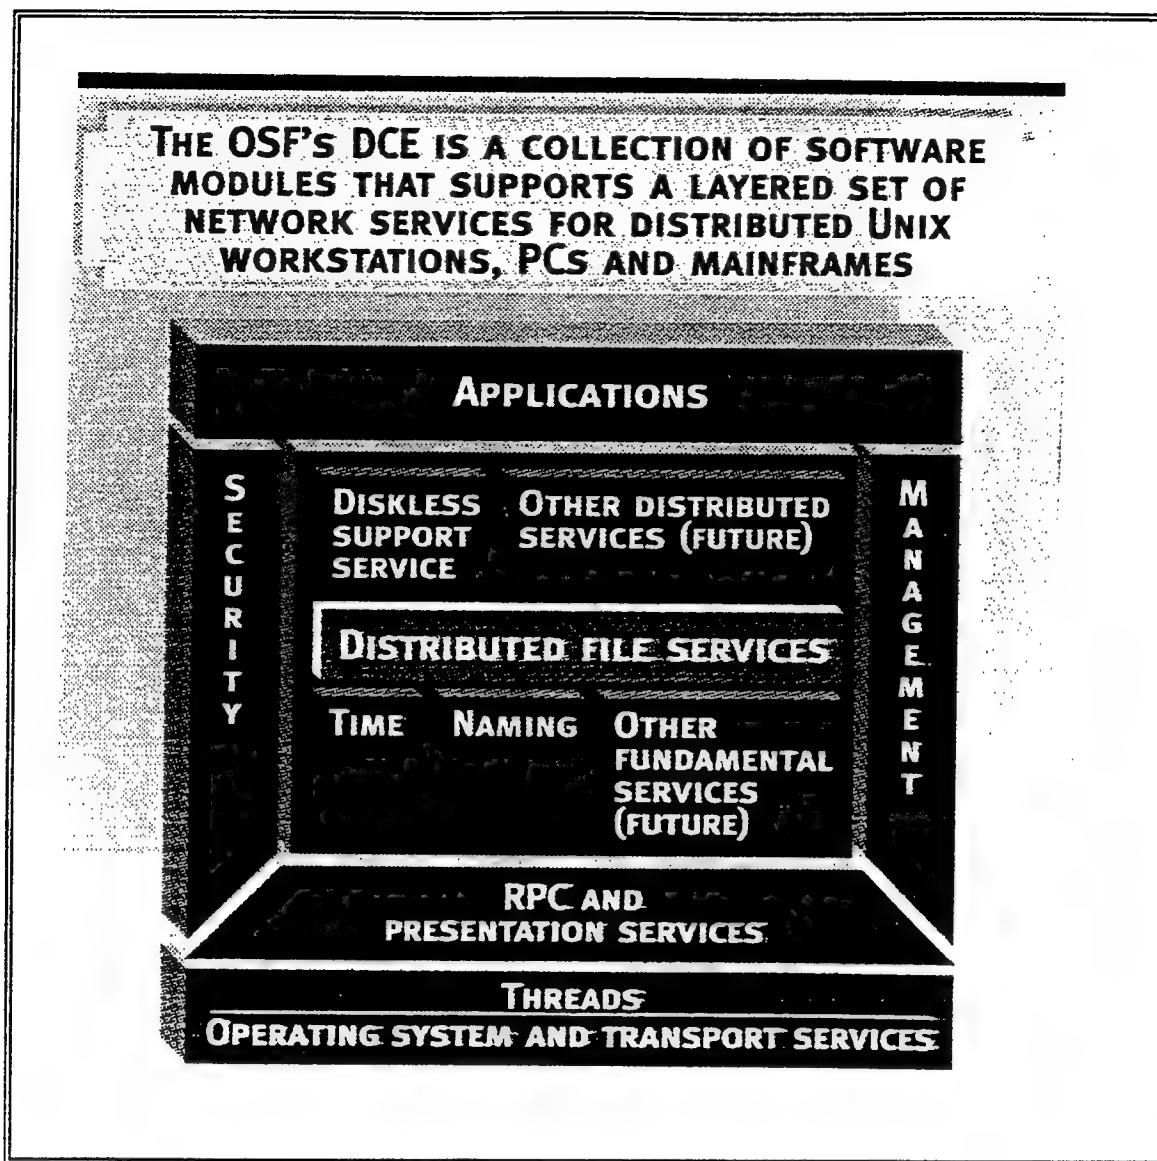 THE OSF'S DCE IS A COLLECTION OF SOFTWARE
MODULES THAT SUPPORTS A LAYERED SET OF
NETWORK SERVICES FOR DISTRIBUTED UNIX
WORKSTATIONS, PCS AND MAINFRAMES
APPLICATIONS
SECURITY
DISKLESS
SUPPORT
SERVICE
OTHER DISTRIBUTED
SERVICES (FUTURE)
DISTRIBUTED FILE SERVICES
TIME
NAMING
OTHER
FUNDAMENTAL
SERVICES
(FUTURE)
MANAGEMENT
RPC AND
PRESENTATION SERVICES
THREADS
OPERATING SYSTEM AND TRANSPORT SERVICES